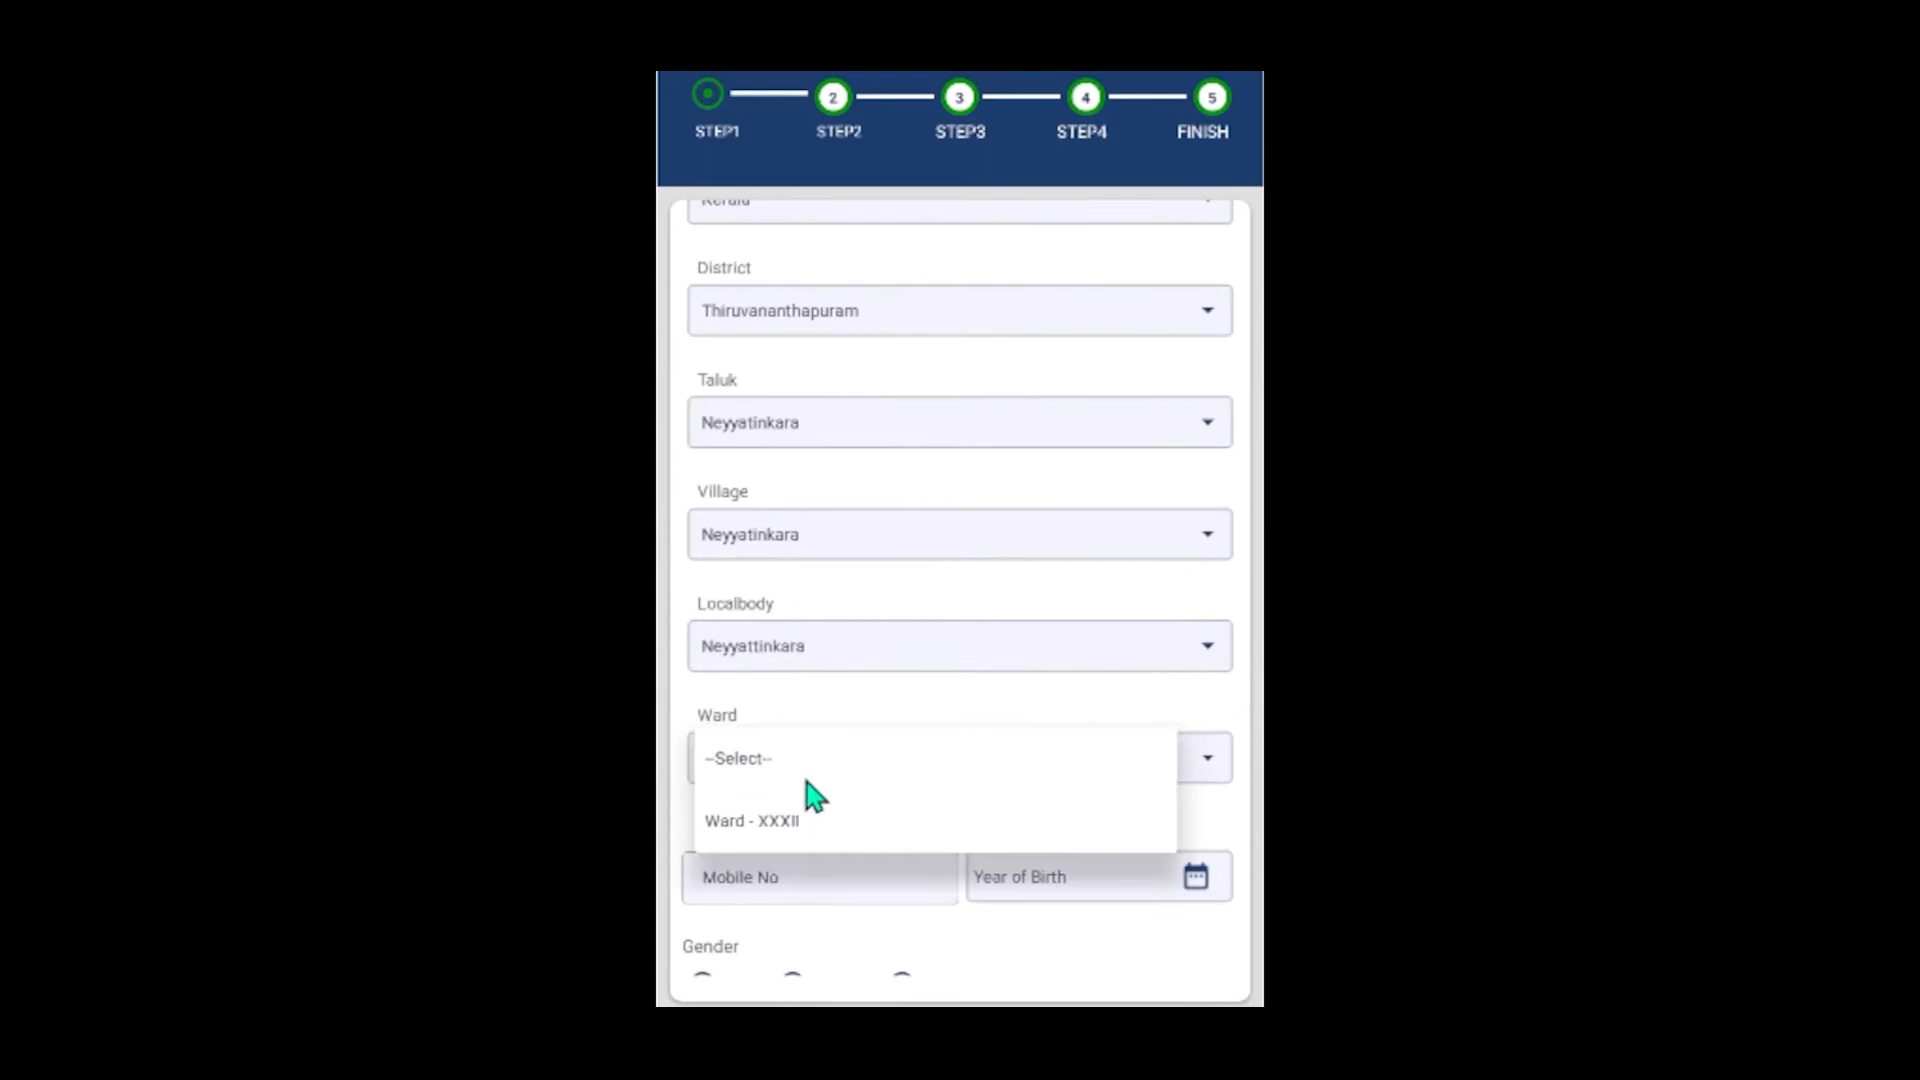 2 3 4 5
STEP1 STEP2 STEP3 STEP4 FINISH
Kerala
District
Thiruvananthapuram
Taluk
Neyyatinkara
Village
Neyyatinkara
Localbody
Neyyattinkara
Ward
--Select--
Ward - XXXII
Mobile No Year of Birth
Gender